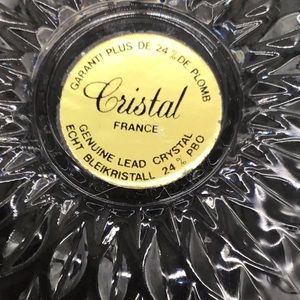 GARANTI PLUS DE 24% DE PLOMB
Cristal
FRANCE
GENUINE LEAD CRYSTAL
ECHT BLEIKRISTALL 24% PBO